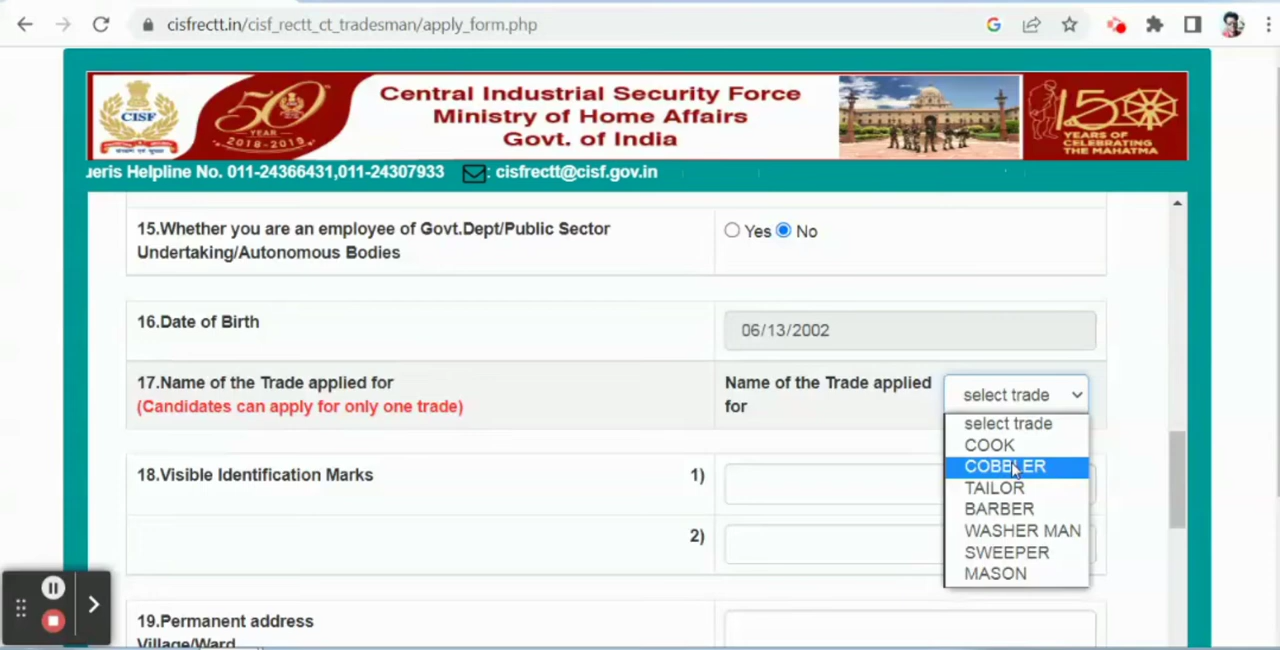 cisfrectt.in/cisf_rectt_ct_tradesman/apply_form.php
CISF
50
YEAR
2018-2019
Central Industrial Security Force
Ministry of Home Affairs
Govt. of India
150
YEARS OF
CELEBRATING
THE MAHATMA
ueris Helpline No. 011-24366431,011-24307933 : cisfrectt@cisf.gov.in
15.Whether you are an employee of Govt.Dept/Public Sector
Undertaking/Autonomous Bodies
Yes No
16.Date of Birth
06/13/2002
17.Name of the Trade applied for
(Candidates can apply for only one trade)
Name of the Trade applied
for
select trade
select trade
COOK
COBBLER
TAILOR
BARBER
WASHER MAN
SWEEPER
MASON
18.Visible Identification Marks
1)
2)
19.Permanent address
Village/Ward